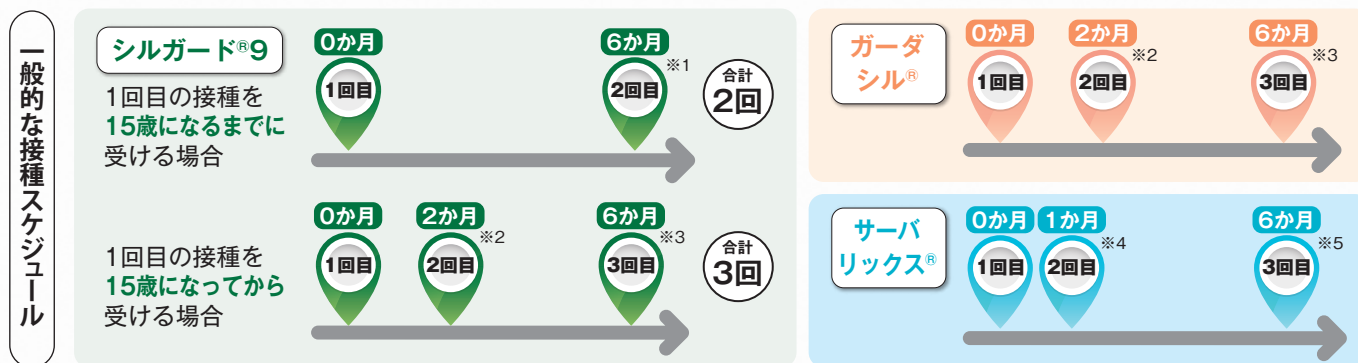 一般的な接種スケジュール
シルガード®9
1回目の接種を
15歳になるまでに
受ける場合
0か月
1回目
6か月
※1
2回目
合計
2回
1回目の接種を
15歳になってから
受ける場合
0か月
1回目
2か月
※2
2回目
6か月
※3
3回目
合計
3回
ガーダ
シル®
0か月
1回目
2か月
※2
2回目
6か月
※3
3回目
サーバ
リックス®
0か月
1回目
1か月
※4
2回目
6か月
※5
3回目